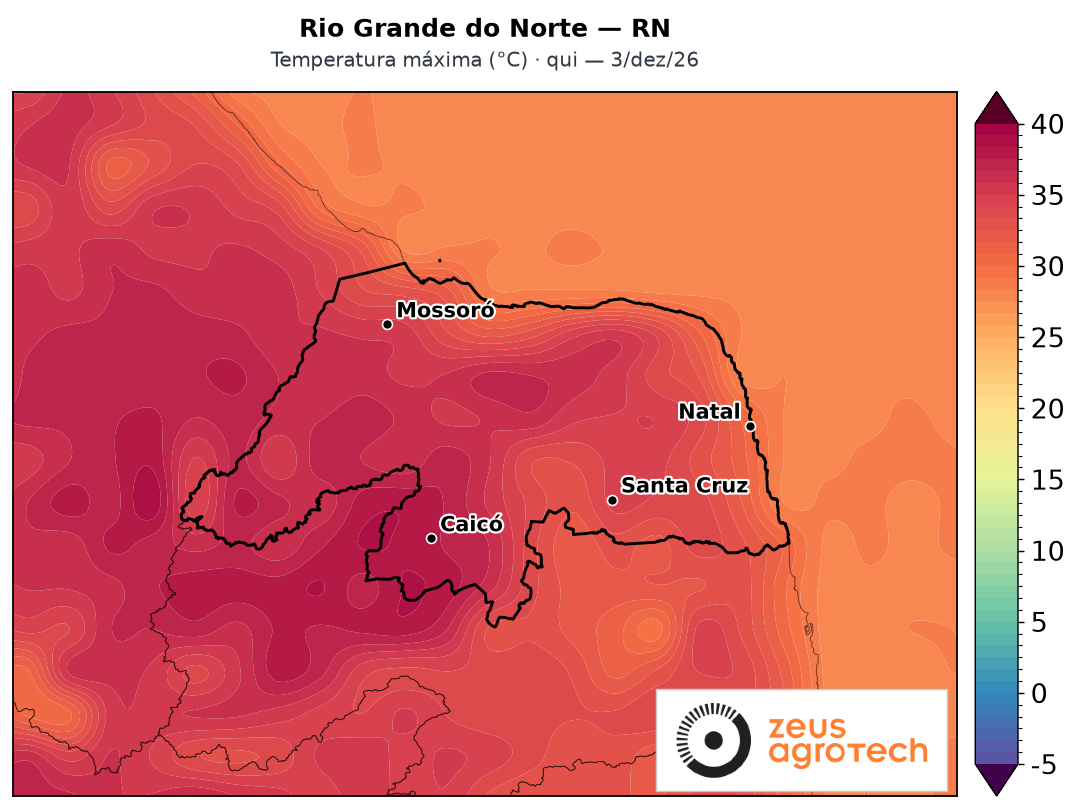 Rio Grande do Norte — RN
Temperatura máxima (°C) · qui — 3/dez/26
40
35
30
25
20
15
10
5
0
-5
Mossoró
Natal
Santa Cruz
Caicó
zeus
agrotech